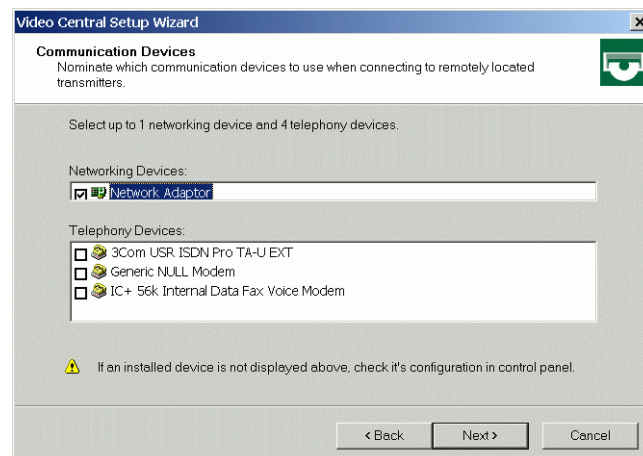 Video Central Setup Wizard
Communication Devices
Nominate which communication devices to use when connecting to remotely located
transmitters.
Select up to 1 networking device and 4 telephony devices.
Networking Devices:
Network Adaptor
Telephony Devices:
3Com USR ISDN Pro TA-U EXT
Generic NULL Modem
IC+ 56k Internal Data Fax Voice Modem
If an installed device is not displayed above, check it's configuration in control panel.
< Back Next > Cancel